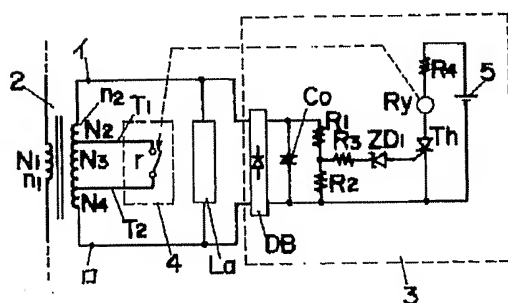 イ
2
n2
T1
N2
N1
n1
N3
r
N4
T2
4
La
ロ
DB
Co
R1
R3
ZD1
R2
Ry
R4
Th
5
3